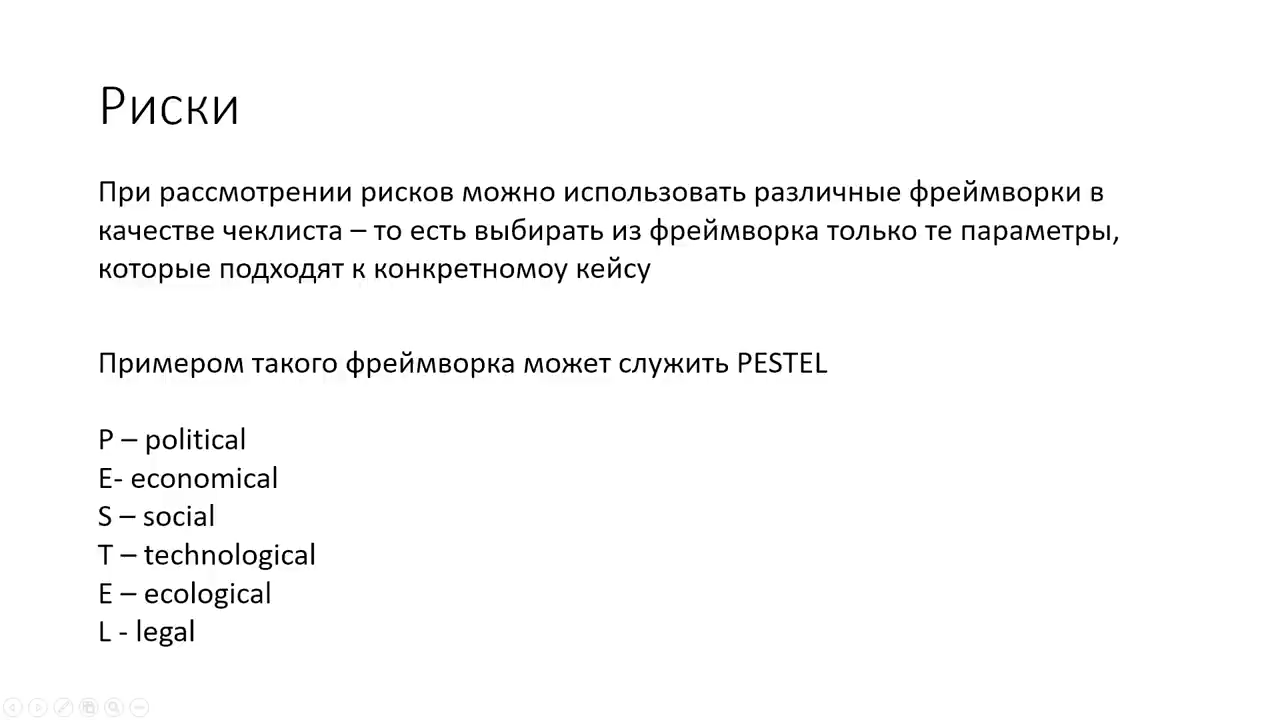 Риски
При рассмотрении рисков можно использовать различные фреймворки в
качестве чеклиста – то есть выбирать из фреймворка только те параметры,
которые подходят к конкретномоу кейсу
Примером такого фреймворка может служить PESTEL
P – political
E- economical
S – social
T – technological
E – ecological
L - legal